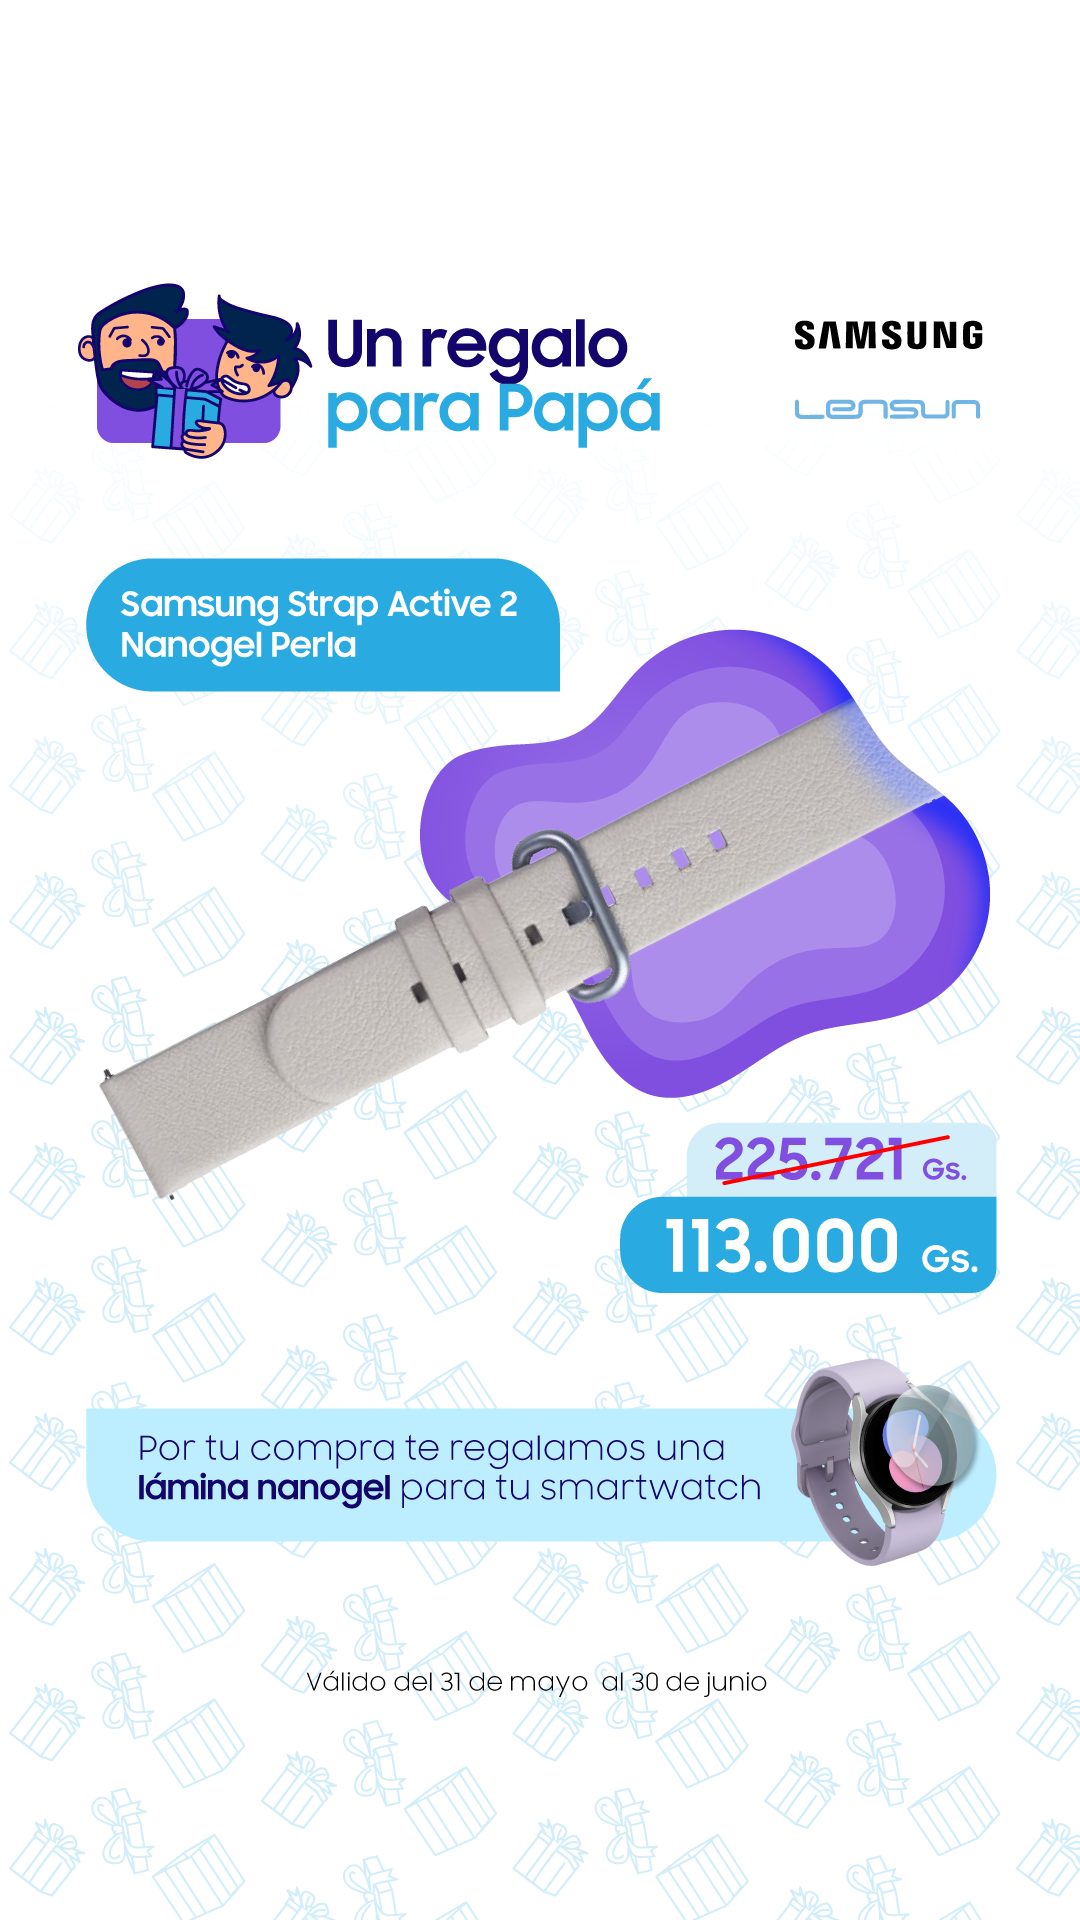 Un regalo
para Papá
SAMSUNG
Lensun
Samsung Strap Active 2
Nanogel Perla
225.721 Gs.
113.000 Gs.
Por tu compra te regalamos una
lámina nanogel para tu smartwatch
Válido del 31 de mayo al 30 de junio